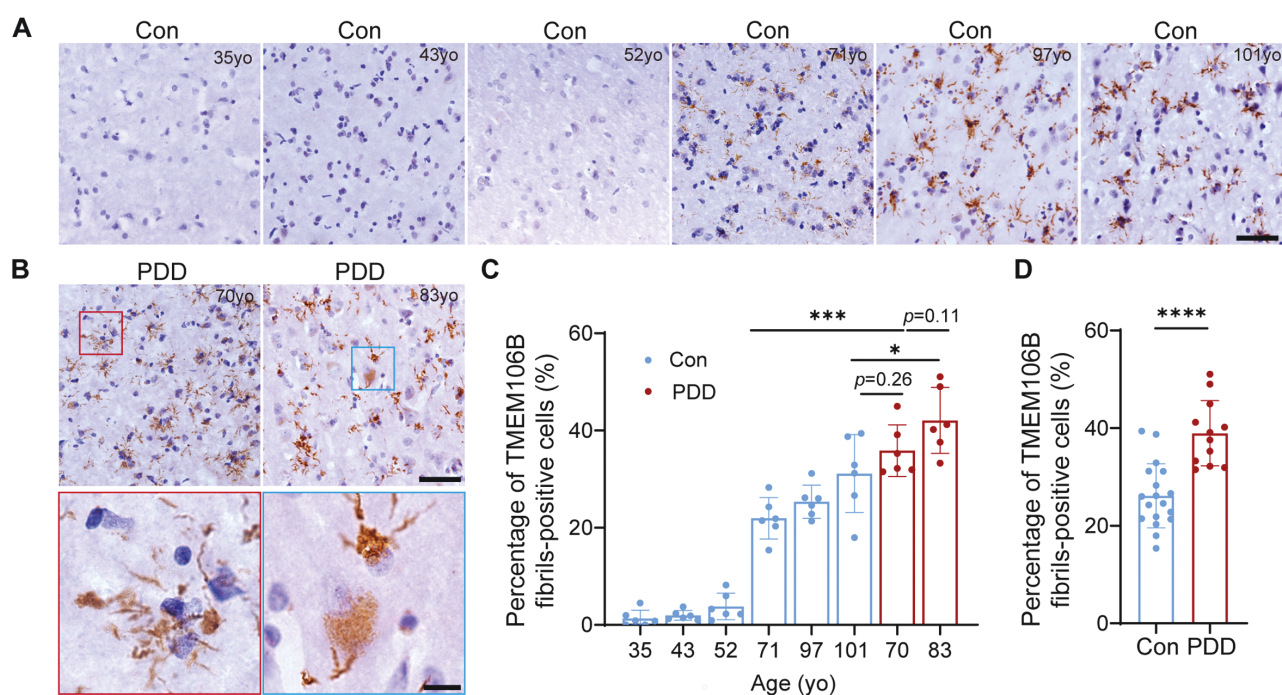 A
Con Con Con Con Con Con
35yo 43yo 52yo 71yo 97yo 101yo
B
PDD PDD
70yo 83yo
C
Percentage of TMEM106B
fibrils-positive cells (%)
60
40
20
0
Con
PDD
***
p=0.11
*
p=0.26
35 43 52 71 97 101 70 83
Age (yo)
D
Percentage of TMEM106B
fibrils-positive cells (%)
60
40
20
0
****
Con PDD